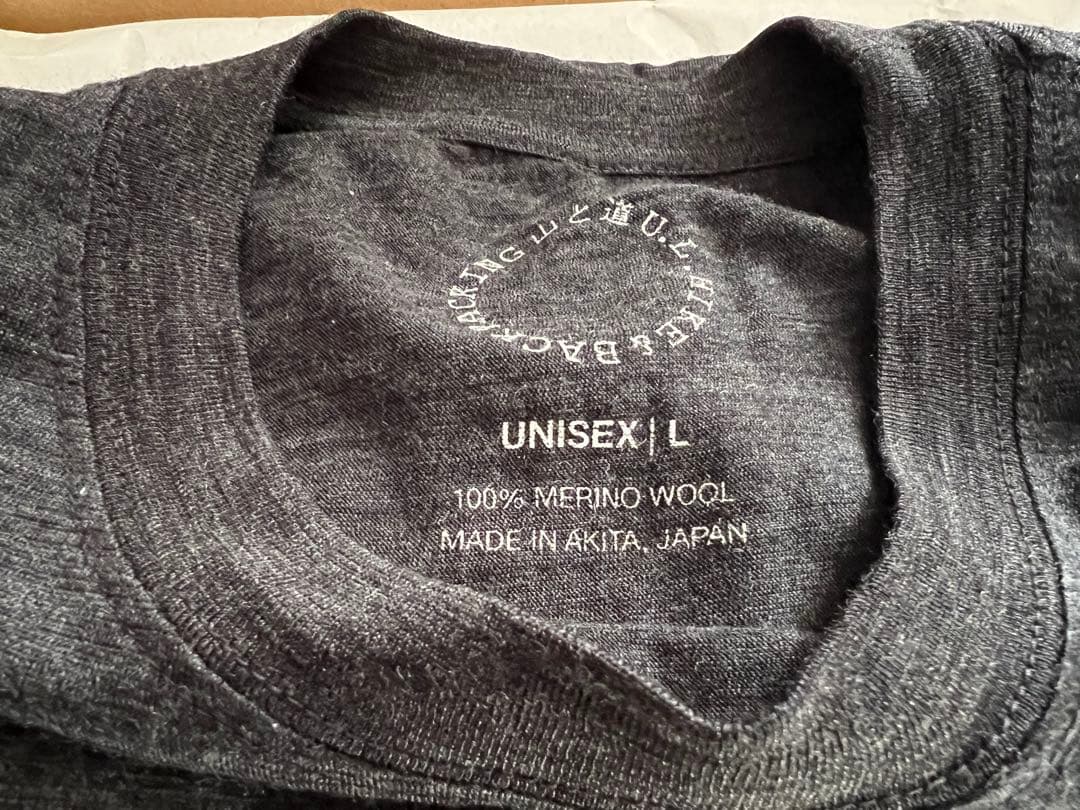 山と道 U.L. HIKE & BACKPACKING
UNISEX | L
100% MERINO WOOL
MADE IN AKITA, JAPAN